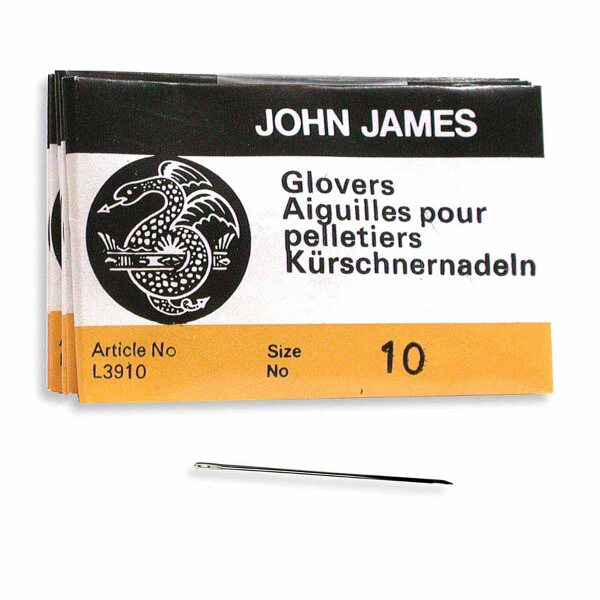 JOHN JAMES
Glovers
Aiguilles pour
pelletiers
Kürschnernadeln
Article No
L3910
Size
No
10